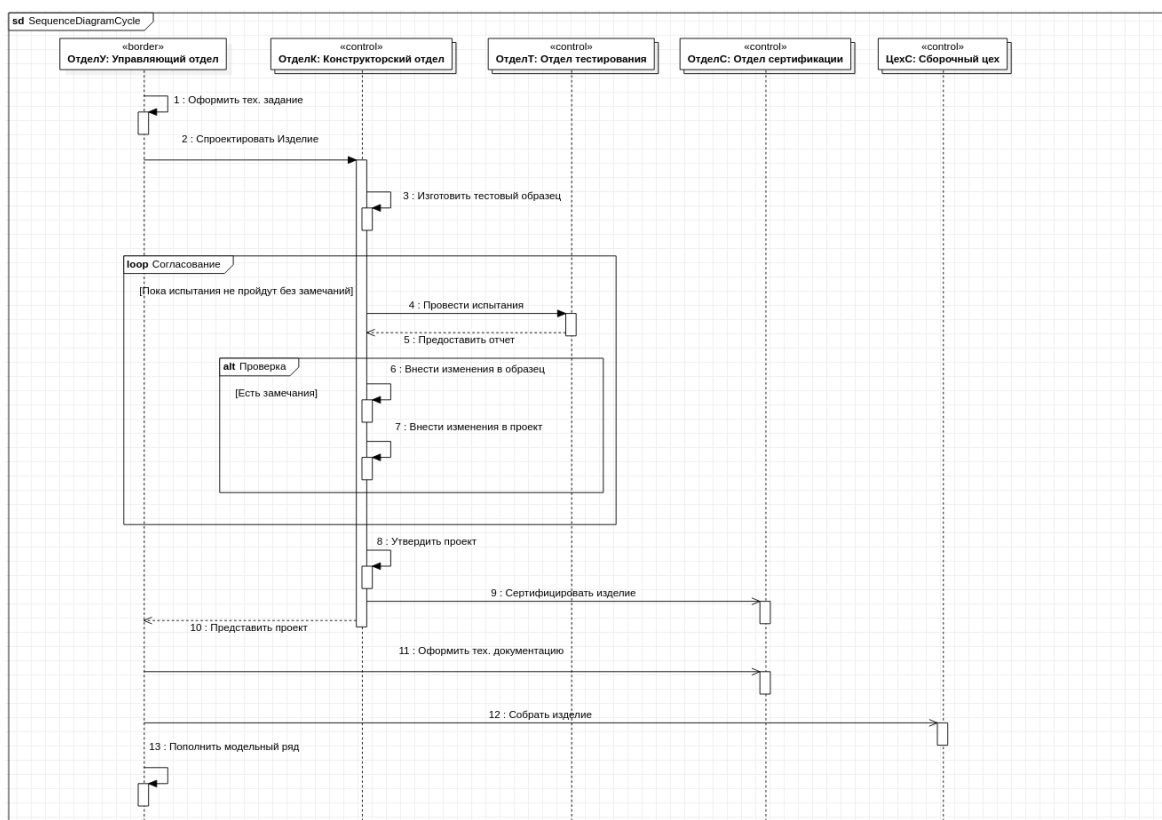 sd SequenceDiagramCycle
«border»
ОтделУ: Управляющий отдел
«control»
ОтделК: Конструкторский отдел
«control»
ОтделТ: Отдел тестирования
«control»
ОтделС: Отдел сертификации
«control»
ЦехС: Сборочный цех
1 : Оформить тех. задание
2 : Спроектировать Изделие
3 : Изготовить тестовый образец
loop Согласование
[Пока испытания не пройдут без замечаний]
4 : Провести испытания
5 : Предоставить отчет
alt Проверка
6 : Внести изменения в образец
[Есть замечания]
7 : Внести изменения в проект
8 : Утвердить проект
9 : Сертифицировать изделие
10 : Представить проект
11 : Оформить тех. документацию
12 : Собрать изделие
13 : Пополнить модельный ряд